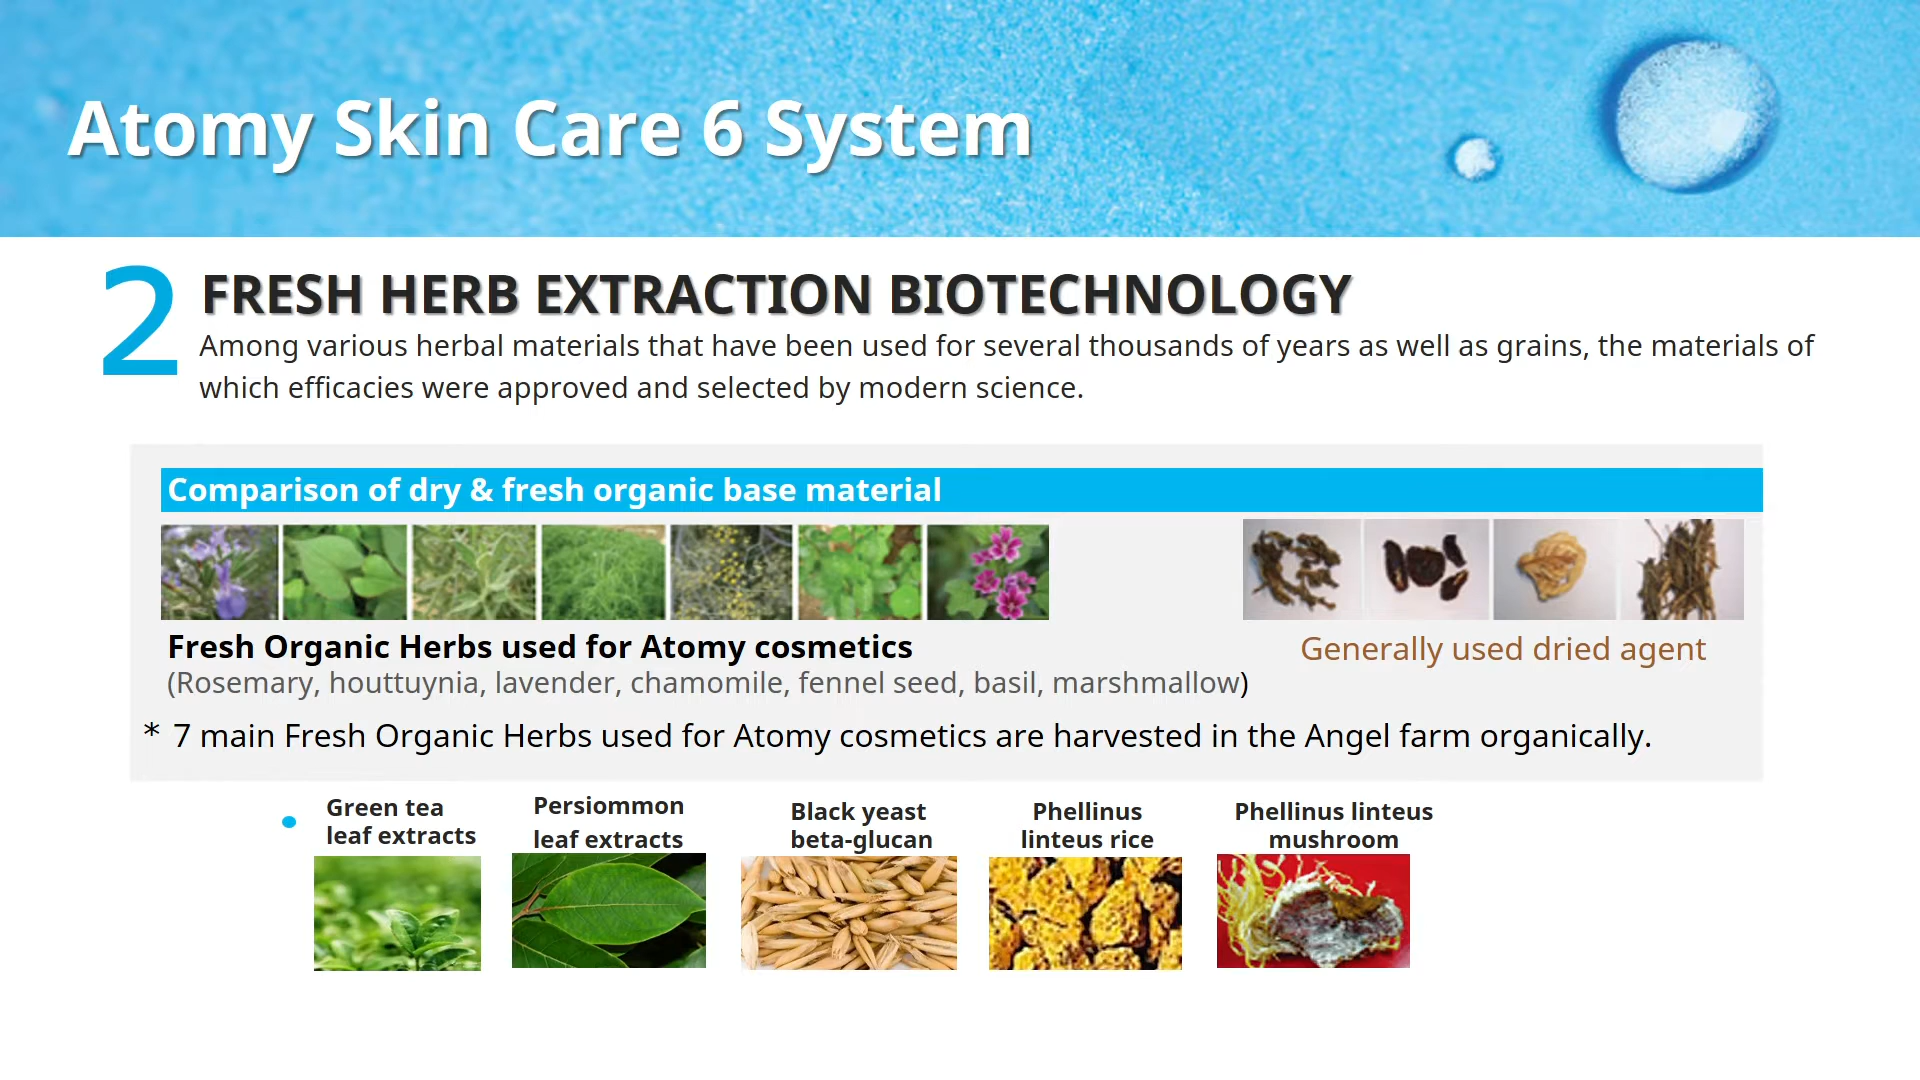 Atomy Skin Care 6 System
2
FRESH HERB EXTRACTION BIOTECHNOLOGY
Among various herbal materials that have been used for several thousands of years as well as grains, the materials of
which efficacies were approved and selected by modern science.
Comparison of dry & fresh organic base material
Fresh Organic Herbs used for Atomy cosmetics
(Rosemary, houttuynia, lavender, chamomile, fennel seed, basil, marshmallow)
Generally used dried agent
* 7 main Fresh Organic Herbs used for Atomy cosmetics are harvested in the Angel farm organically.
Green tea
leaf extracts
Persiommon
leaf extracts
Black yeast
beta-glucan
Phellinus
linteus rice
Phellinus linteus
mushroom